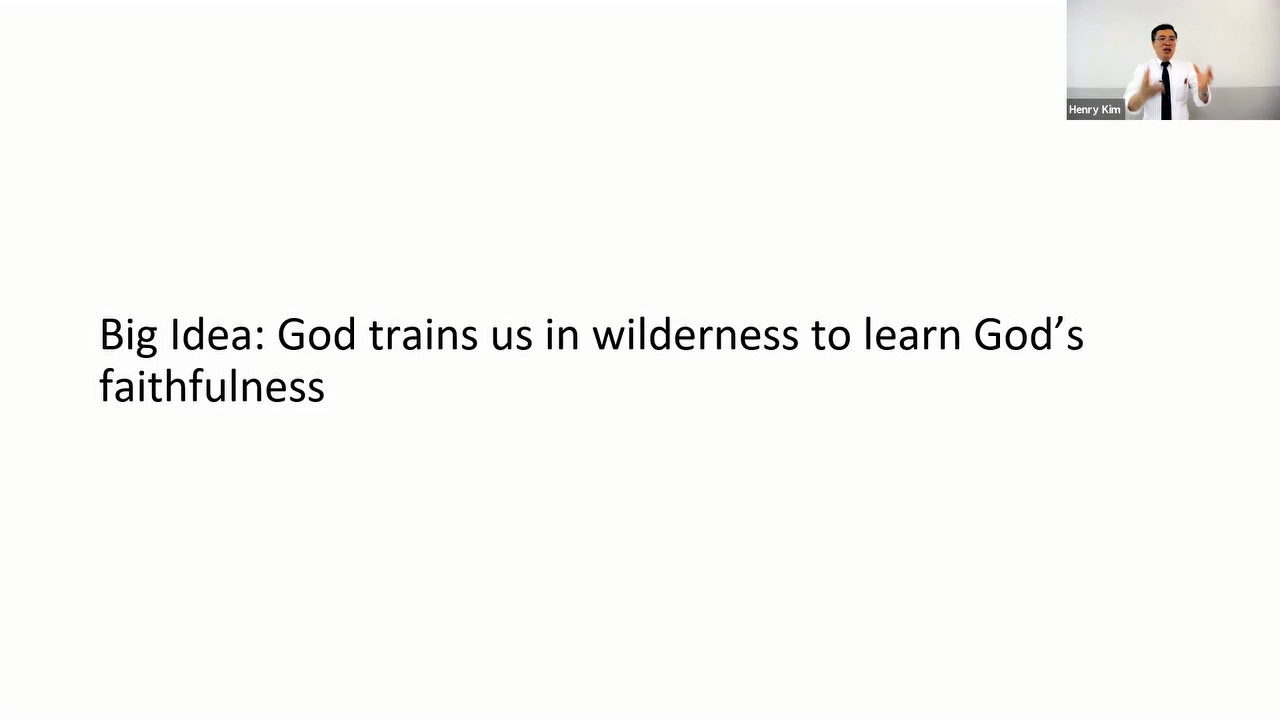 Henry Kim
Big Idea: God trains us in wilderness to learn God’s
faithfulness